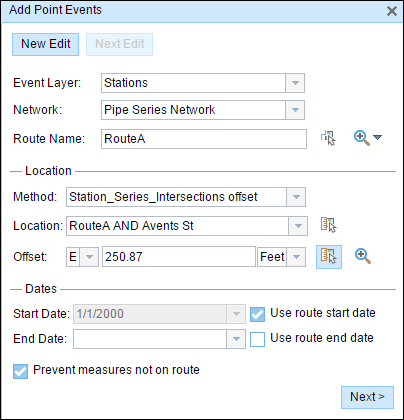 Add Point Events
New Edit Next Edit
Event Layer: Stations
Network: Pipe Series Network
Route Name: RouteA
Location
Method: Station_Series_Intersections offset
Location: RouteA AND Avents St
Offset: E 250.87 Feet
Dates
Start Date: 1/1/2000 Use route start date
End Date: Use route end date
Prevent measures not on route
Next >